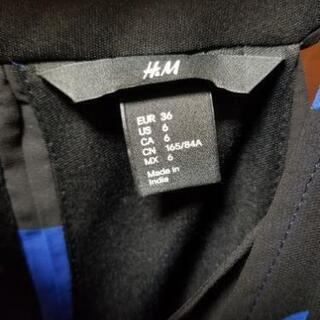 H&M
EUR 36
US 6
CA 6
CN 165/84A
MX 6
Made in
India